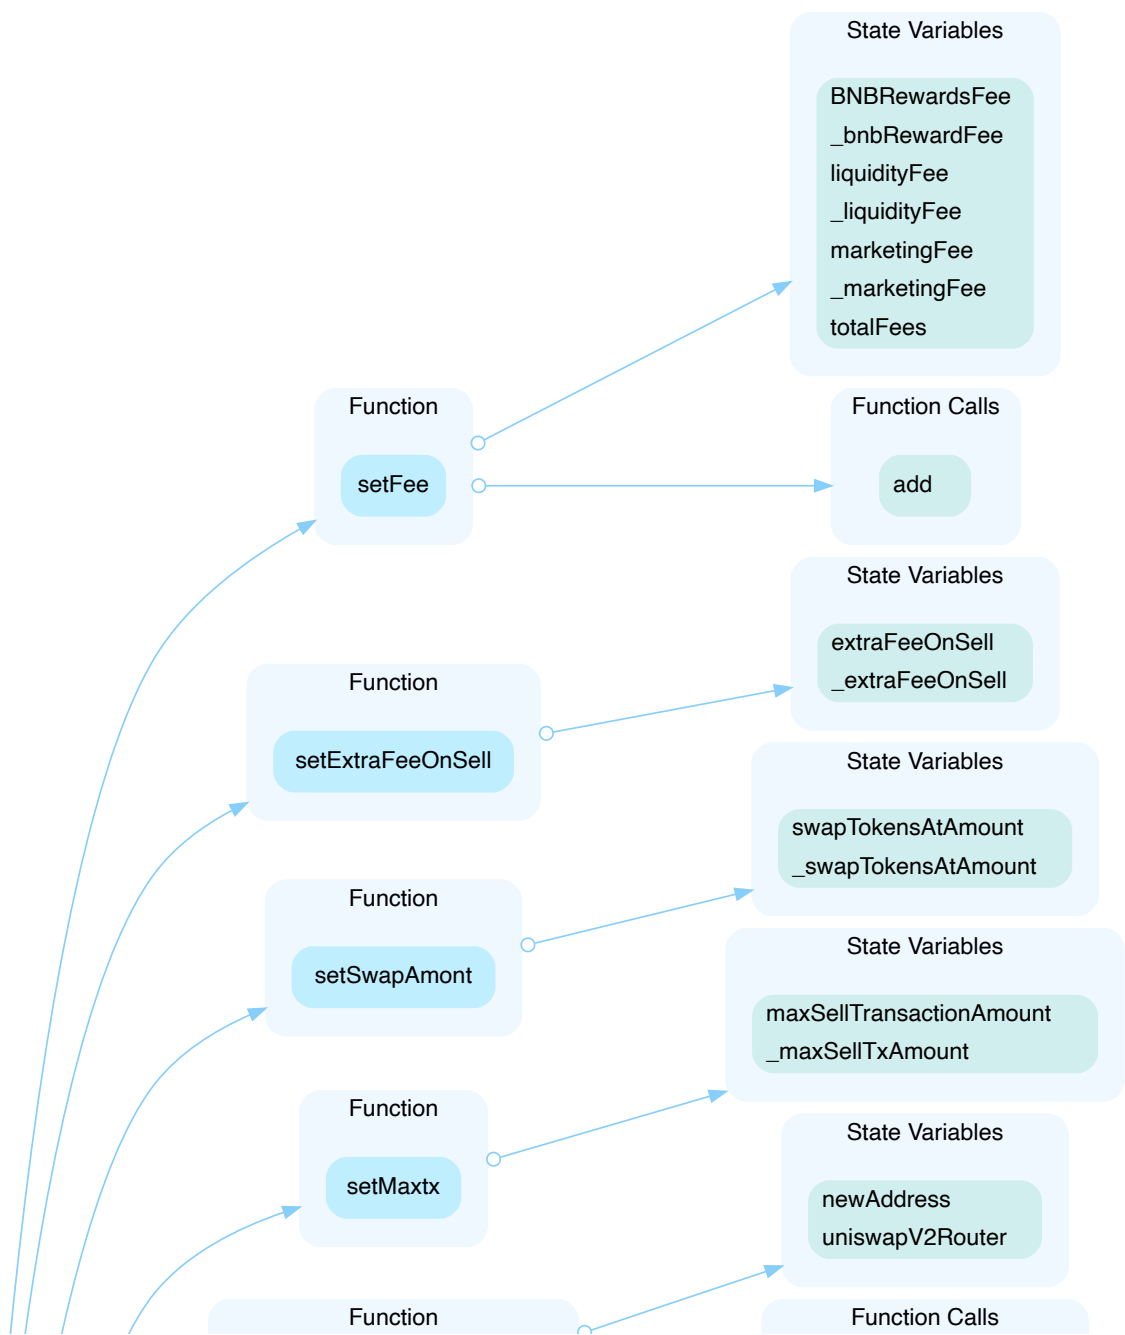 State Variables
BNBRewardsFee
_bnbRewardFee
liquidityFee
_liquidityFee
marketingFee
_marketingFee
totalFees
Function
setFee
Function Calls
add
State Variables
extraFeeOnSell
_extraFeeOnSell
Function
setExtraFeeOnSell
State Variables
swapTokensAtAmount
_swapTokensAtAmount
Function
setSwapAmont
State Variables
maxSellTransactionAmount
_maxSellTxAmount
Function
setMaxtx
State Variables
newAddress
uniswapV2Router
Function
Function Calls